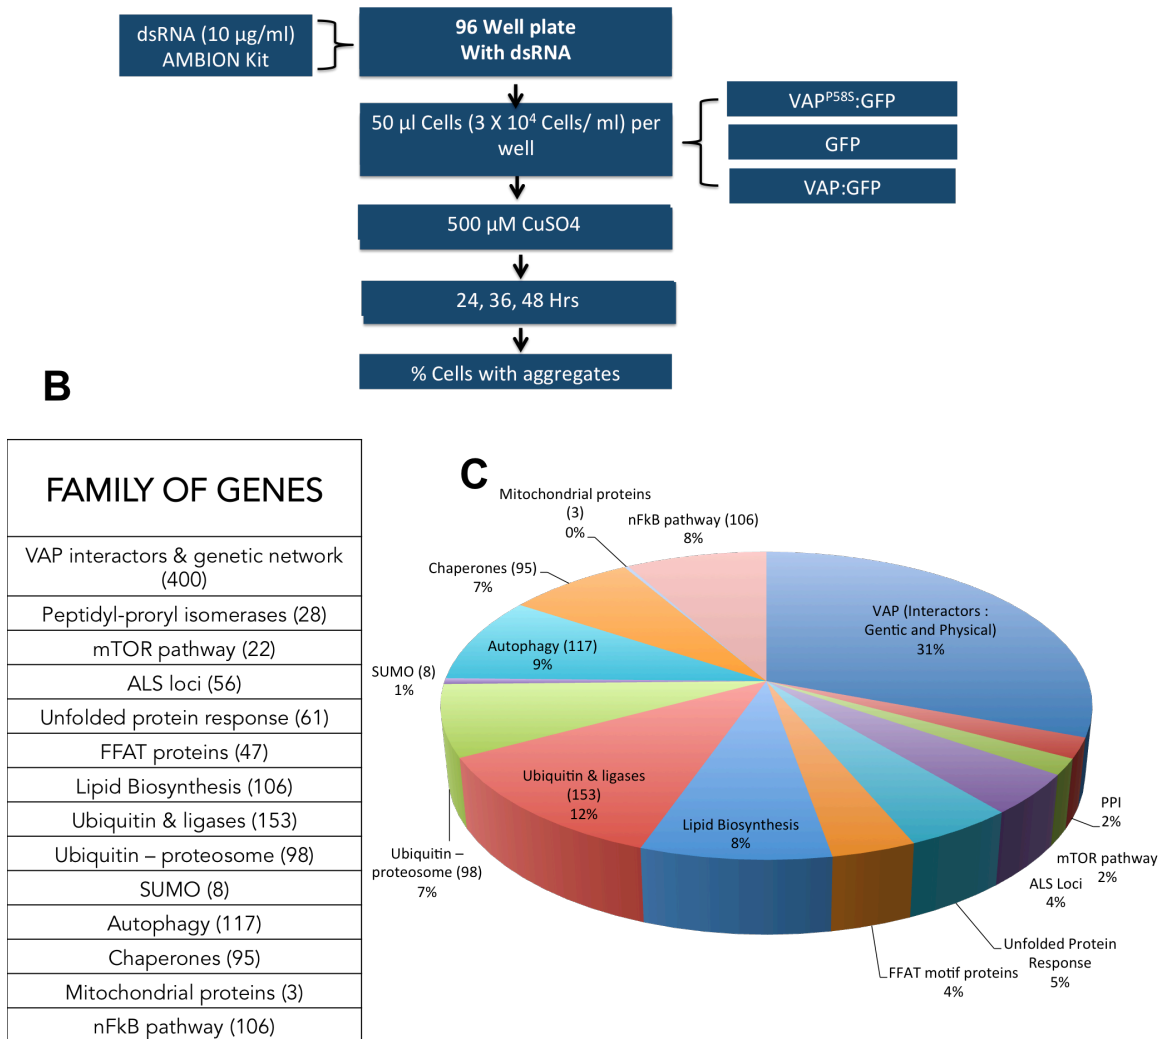 dsRNA (10 µg/ml)
AMBION Kit
96 Well plate
With dsRNA
50 µl Cells (3 X 10⁴ Cells/ ml) per
well
VAPᴾ⁵⁸ˢ:GFP
GFP
VAP:GFP
500 µM CuSO4
24, 36, 48 Hrs
% Cells with aggregates
B
FAMILY OF GENES
VAP interactors & genetic network
(400)
Peptidyl-proryl isomerases (28)
mTOR pathway (22)
ALS loci (56)
Unfolded protein response (61)
FFAT proteins (47)
Lipid Biosynthesis (106)
Ubiquitin & ligases (153)
Ubiquitin – proteosome (98)
SUMO (8)
Autophagy (117)
Chaperones (95)
Mitochondrial proteins (3)
nFkB pathway (106)
C
Mitochondrial proteins
(3)
0%
nFkB pathway (106)
8%
Chaperones (95)
7%
VAP (Interactors :
Gentic and Physical)
31%
Autophagy (117)
9%
SUMO (8)
1%
Ubiquitin & ligases
(153)
12%
Lipid Biosynthesis
8%
Ubiquitin –
proteosome (98)
7%
PPI
2%
mTOR pathway
2%
ALS Loci
4%
Unfolded Protein
Response
5%
FFAT motif proteins
4%